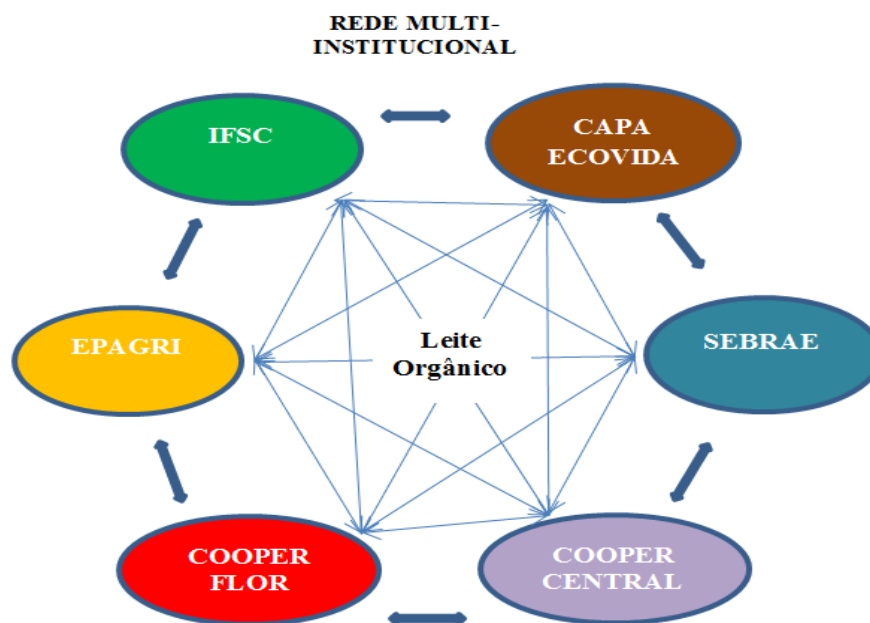 REDE MULTI-
INSTITUCIONAL
IFSC
CAPA
ECOVIDA
EPAGRI
Leite
Orgânico
SEBRAE
COOPER
FLOR
COOPER
CENTRAL